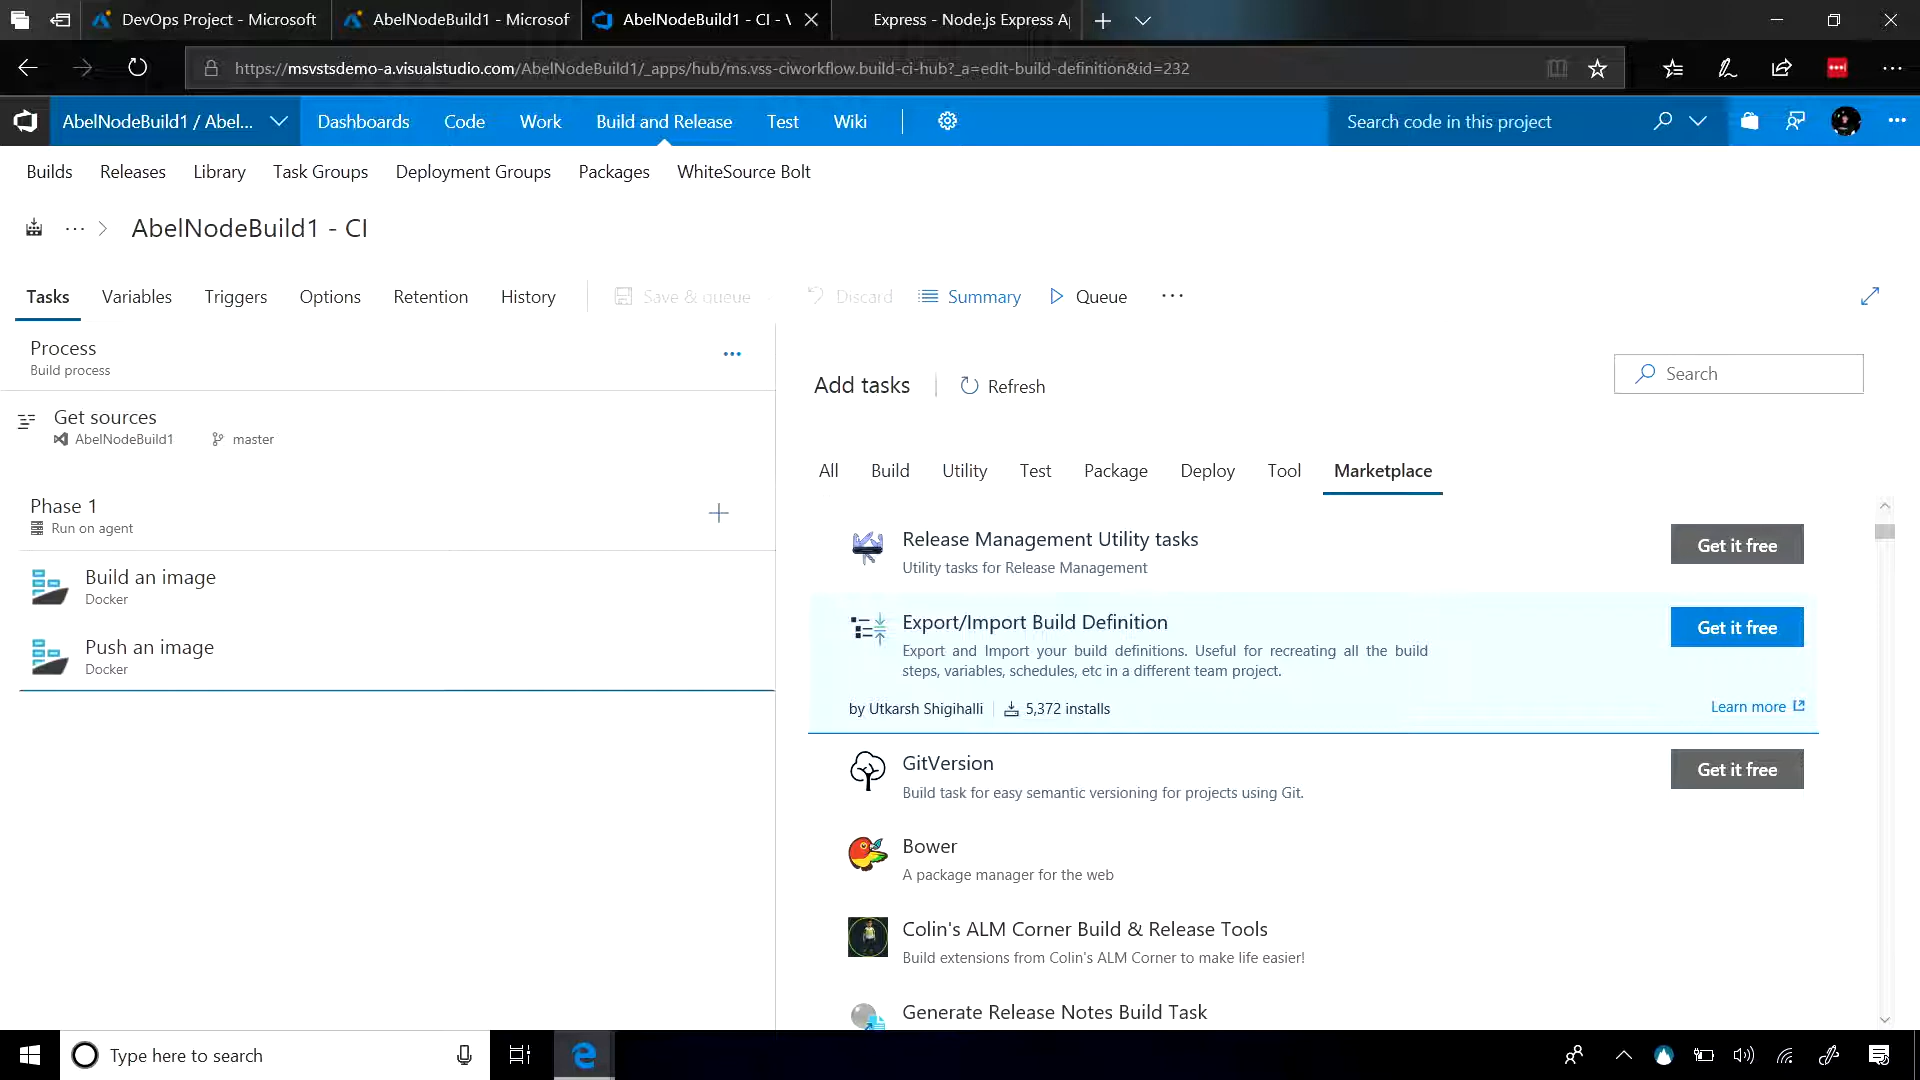 DevOps Project - Microsoft
AbelNodeBuild1 - Microsof
AbelNodeBuild1 - CI - V
Express - Node.js Express A
https://msvstsdemo-a.visualstudio.com/AbelNodeBuild1/_apps/hub/ms.vss-ciworkflow.build-ci-hub?_a=edit-build-definition&id=232
AbelNodeBuild1 / Abel...
Dashboards
Code
Work
Build and Release
Test
Wiki
Search code in this project
Builds
Releases
Library
Task Groups
Deployment Groups
Packages
WhiteSource Bolt
... > AbelNodeBuild1 - CI
Tasks
Variables
Triggers
Options
Retention
History
Save & queue
Discard
Summary
Queue
Process
Build process
Get sources
AbelNodeBuild1
master
Phase 1
Run on agent
Build an image
Docker
Push an image
Docker
Add tasks
Refresh
Search
All
Build
Utility
Test
Package
Deploy
Tool
Marketplace
Release Management Utility tasks
Utility tasks for Release Management
Get it free
Export/Import Build Definition
Export and Import your build definitions. Useful for recreating all the build
steps, variables, schedules, etc in a different team project.
Get it free
by Utkarsh Shigihalli
5,372 installs
Learn more
GitVersion
Build task for easy semantic versioning for projects using Git.
Get it free
Bower
A package manager for the web
Colin's ALM Corner Build & Release Tools
Build extensions from Colin's ALM Corner to make life easier!
Generate Release Notes Build Task
Type here to search